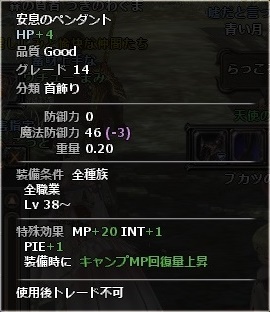 安息のペンダント
HP+4
品質 Good
グレード 14
分類 首飾り
防御力 0
魔法防御力 46 (-3)
重量 0.20
装備条件 全種族
全職業
Lv 38～
特殊効果 MP+20 INT+1
PIE+1
装備時に キャンプMP回復量上昇
使用後トレード不可